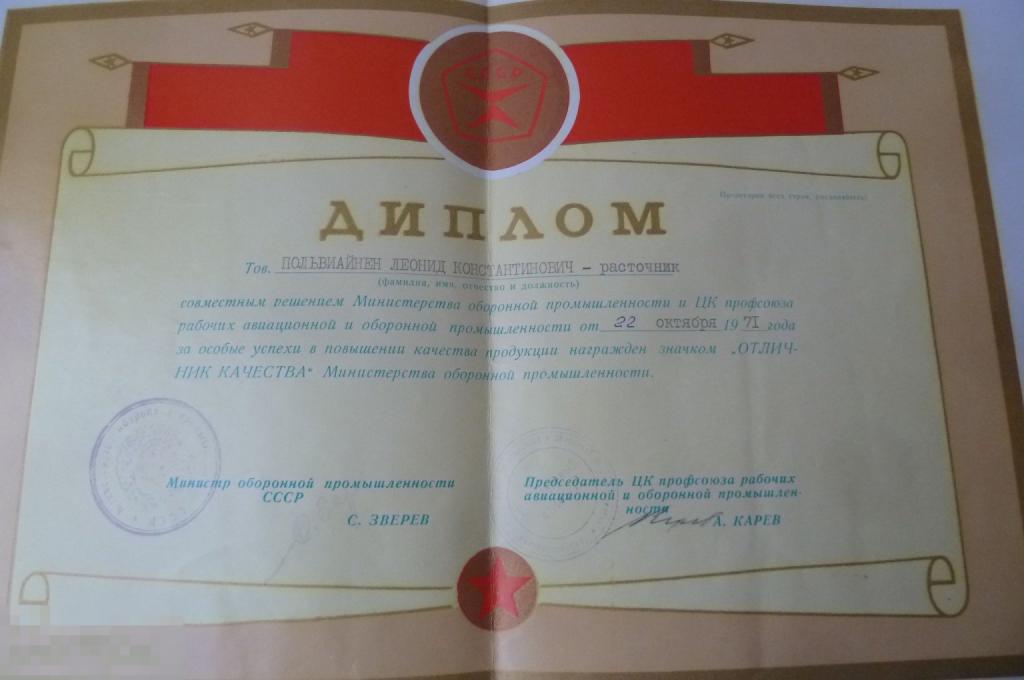 СССР
Пролетарии всех стран, соединяйтесь!
ДИПЛОМ
Тов. ПОЛЬВИАЙНЕН ЛЕОНИД КОНСТАНТИНОВИЧ – расточник
(фамилия, имя, отчество и должность)
совместным решением Министерства оборонной промышленности и ЦК профсоюза
рабочих авиационной и оборонной промышленности от 22 октября 1971 года
за особые успехи в повышении качества продукции награжден значком „ОТЛИЧ-
НИК КАЧЕСТВА“ Министерства оборонной промышленности.
Министр оборонной промышленности
СССР
С. ЗВЕРЕВ
Председатель ЦК профсоюза рабочих
авиационной и оборонной промышлен-
ности
А. КАРЕВ